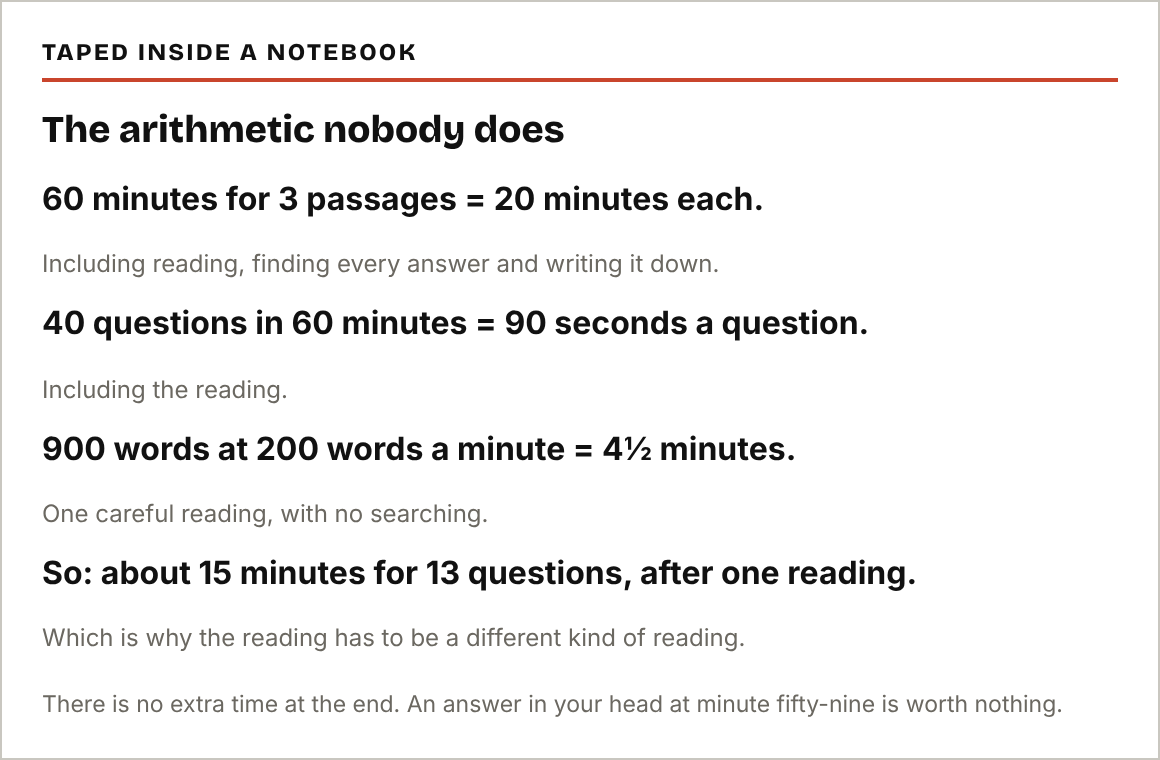 TAPED INSIDE A NOTEBOOK
The arithmetic nobody does
60 minutes for 3 passages = 20 minutes each.
Including reading, finding every answer and writing it down.
40 questions in 60 minutes = 90 seconds a question.
Including the reading.
900 words at 200 words a minute = 4½ minutes.
One careful reading, with no searching.
So: about 15 minutes for 13 questions, after one reading.
Which is why the reading has to be a different kind of reading.
There is no extra time at the end. An answer in your head at minute fifty-nine is worth nothing.